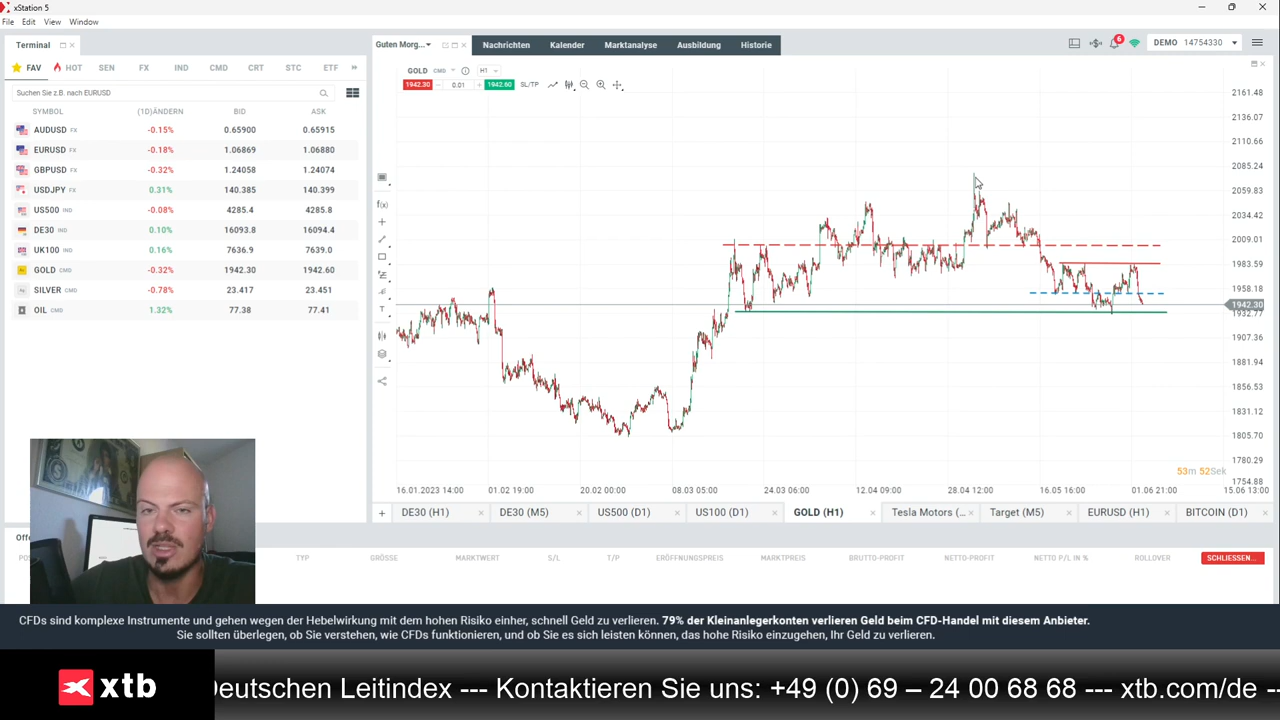 xStation 5
File Edit View Window
Terminal
FAV HOT SEN FX IND CMD CRT STC ETF
Suchen Sie z.B. nach EURUSD
SYMBOL (1D)ÄNDERN BID ASK
AUDUSD FX -0.15% 0.65900 0.65915
EURUSD FX -0.18% 1.06869 1.06880
GBPUSD FX -0.32% 1.24058 1.24074
USDJPY FX 0.31% 140.385 140.399
US500 IND -0.08% 4285.4 4285.8
DE30 IND 0.10% 16093.8 16094.4
UK100 IND 0.16% 7636.9 7639.0
GOLD CMD -0.32% 1942.30 1942.60
SILVER CMD -0.78% 23.417 23.451
OIL CMD 1.32% 77.38 77.41
Guten Morg... Nachrichten Kalender Marktanalyse Ausbildung Historie
6 DEMO 14754330
GOLD CMD H1
1942.30 0.01 1942.60 SL/TP
2161.48
2136.07
2110.66
2085.24
2059.83
2034.42
2009.01
1983.59
1958.18
1942.30
1932.77
1907.36
1881.94
1856.53
1831.12
1805.70
1780.29
1754.88
53m 52Sek
16.01.2023 14:00 01.02 19:00 20.02 00:00 08.03 05:00 24.03 06:00 12.04 09:00 28.04 12:00 16.05 16:00 01.06 21:00 15.06 13:00
DE30 (H1) DE30 (M5) US500 (D1) US100 (D1) GOLD (H1) Tesla Motors (... Target (M5) EURUSD (H1) BITCOIN (D1)
TYP GRÖSSE MARKTWERT S/L T/P ERÖFFNUNGSPREIS MARKTPREIS BRUTTO-PROFIT NETTO-PROFIT NETTO P/L IN % ROLLOVER SCHLIESSEN...
CFDs sind komplexe Instrumente und gehen wegen der Hebelwirkung mit dem hohen Risiko einher, schnell Geld zu verlieren. 79% der Kleinanlegerkonten verlieren Geld beim CFD-Handel mit diesem Anbieter.
Sie sollten überlegen, ob Sie verstehen, wie CFDs funktionieren, und ob Sie es sich leisten können, das hohe Risiko einzugehen, Ihr Geld zu verlieren.
xtb Deutschen Leitindex --- Kontaktieren Sie uns: +49 (0) 69 – 24 00 68 68 --- xtb.com/de --